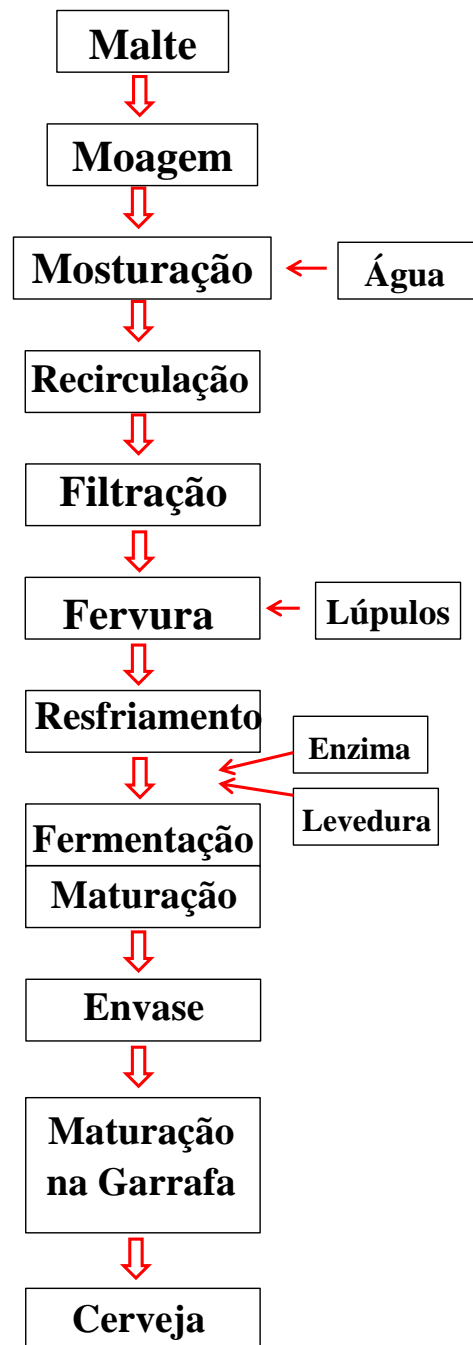 Malte
Moagem
Mosturação
Água
Recirculação
Filtração
Fervura
Lúpulos
Resfriamento
Enzima
Levedura
Fermentação
Maturação
Envase
Maturação
na Garrafa
Cerveja